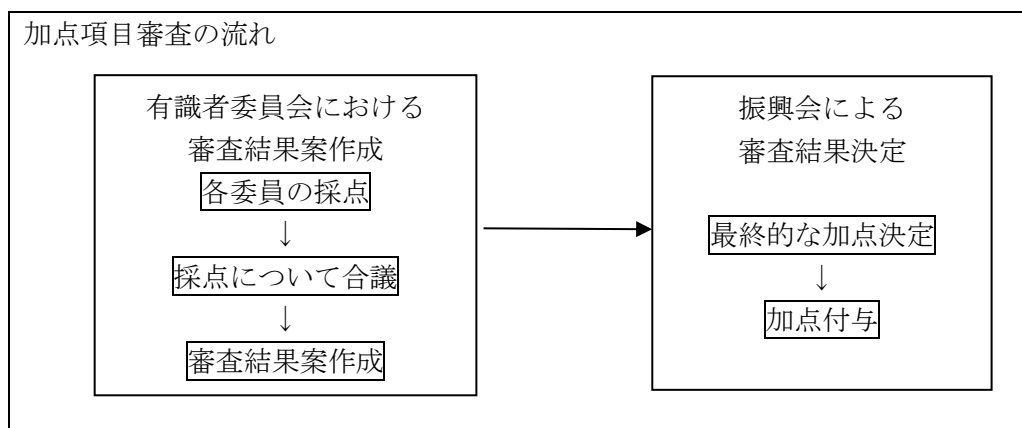 加点項目審査の流れ
有識者委員会における
審査結果案作成
各委員の採点
↓
採点について合議
↓
審査結果案作成
振興会による
審査結果決定
最終的な加点決定
↓
加点付与